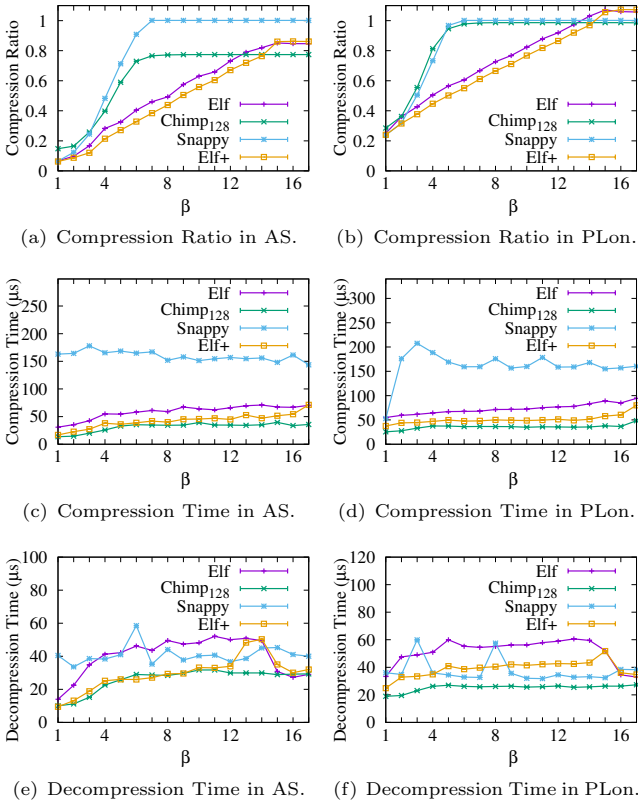 Compression Ratio
1
0.8
0.6
0.4
0.2
0
1 4 8 12 16
β
Elf
Chimp₁₂₈
Snappy
Elf+
(a) Compression Ratio in AS.
Compression Ratio
1
0.8
0.6
0.4
0.2
0
1 4 8 12 16
β
Elf
Chimp₁₂₈
Snappy
Elf+
(b) Compression Ratio in PLon.
Compression Time (μs)
250
200
150
100
50
0
1 4 8 12 16
β
Elf
Chimp₁₂₈
Snappy
Elf+
(c) Compression Time in AS.
Compression Time (μs)
300
250
200
150
100
50
0
1 4 8 12 16
β
Elf
Chimp₁₂₈
Snappy
Elf+
(d) Compression Time in PLon.
Decompression Time (μs)
100
80
60
40
20
0
1 4 8 12 16
β
Elf
Chimp₁₂₈
Snappy
Elf+
(e) Decompression Time in AS.
Decompression Time (μs)
120
100
80
60
40
20
0
1 4 8 12 16
β
Elf
Chimp₁₂₈
Snappy
Elf+
(f) Decompression Time in PLon.